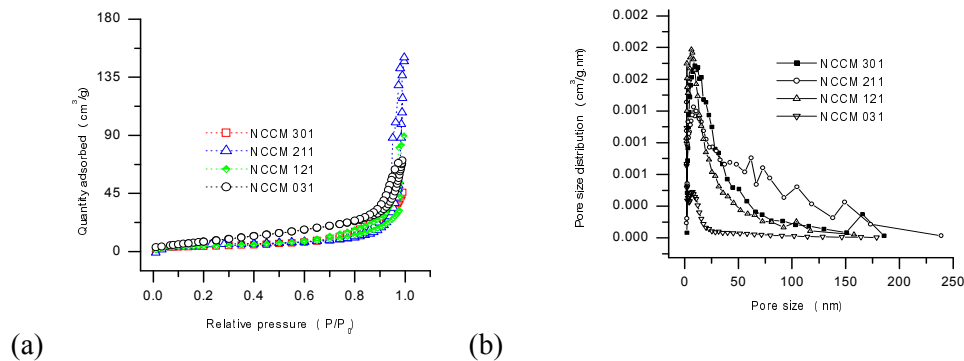 180
135
90
45
0
Quantity adsorbed (cm³/g)
NCCM 301
NCCM 211
NCCM 121
NCCM 031
0.0 0.2 0.4 0.6 0.8 1.0
Relative pressure ( P/P₀)
(a)
0.002
0.002
0.002
0.001
0.001
0.000
0.000
0.000
Pore size distribution (cm³/g.nm)
NCCM 301
NCCM 211
NCCM 121
NCCM 031
0 50 100 150 200 250
Pore size ( nm)
(b)